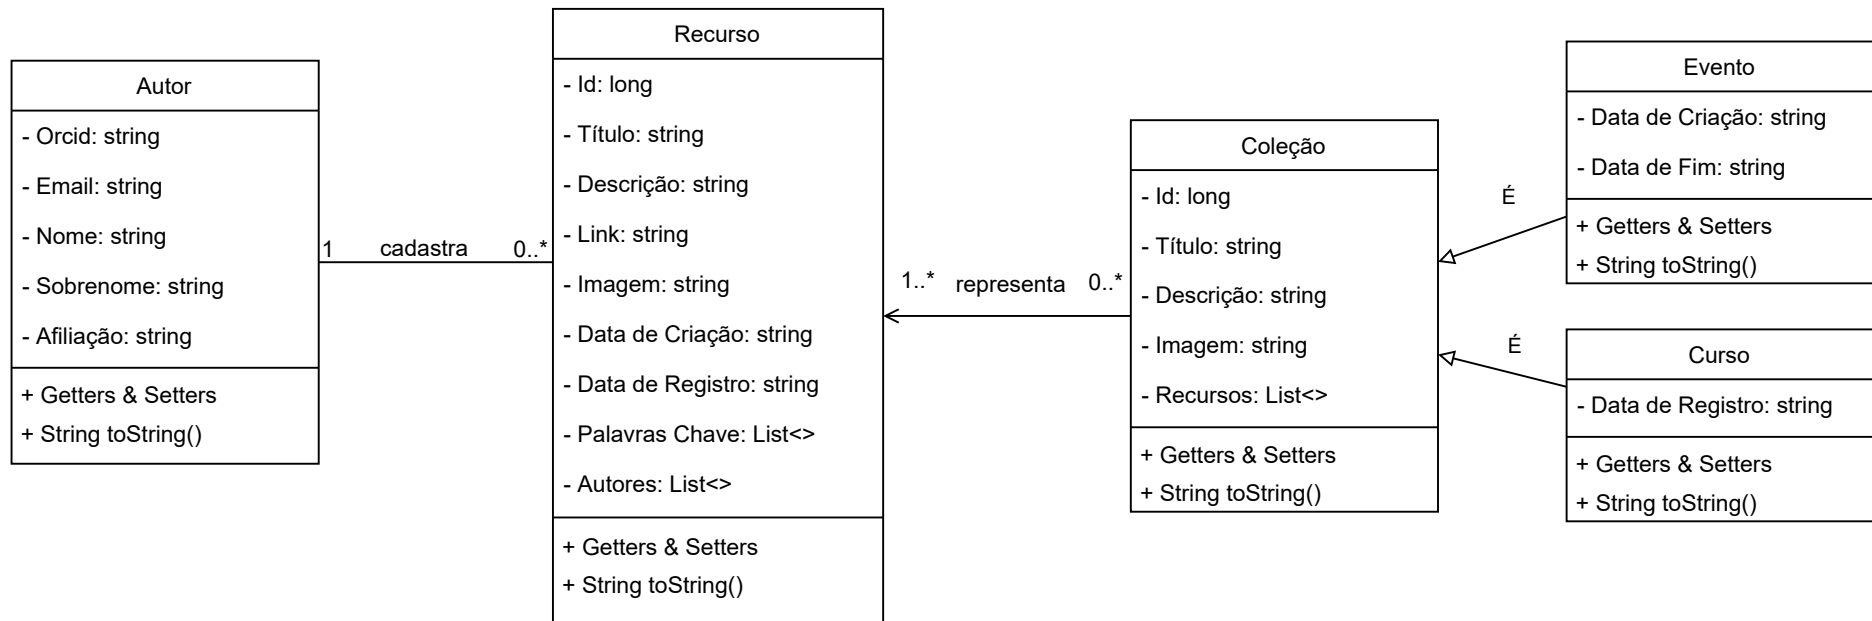 Autor
- Orcid: string
- Email: string
- Nome: string
- Sobrenome: string
- Afiliação: string
+ Getters & Setters
+ String toString()
1
cadastra
0..*
Recurso
- Id: long
- Título: string
- Descrição: string
- Link: string
- Imagem: string
- Data de Criação: string
- Data de Registro: string
- Palavras Chave: List<>
- Autores: List<>
+ Getters & Setters
+ String toString()
1..*
representa
0..*
Coleção
- Id: long
- Título: string
- Descrição: string
- Imagem: string
- Recursos: List<>
+ Getters & Setters
+ String toString()
É
Evento
- Data de Criação: string
- Data de Fim: string
+ Getters & Setters
+ String toString()
É
Curso
- Data de Registro: string
+ Getters & Setters
+ String toString()